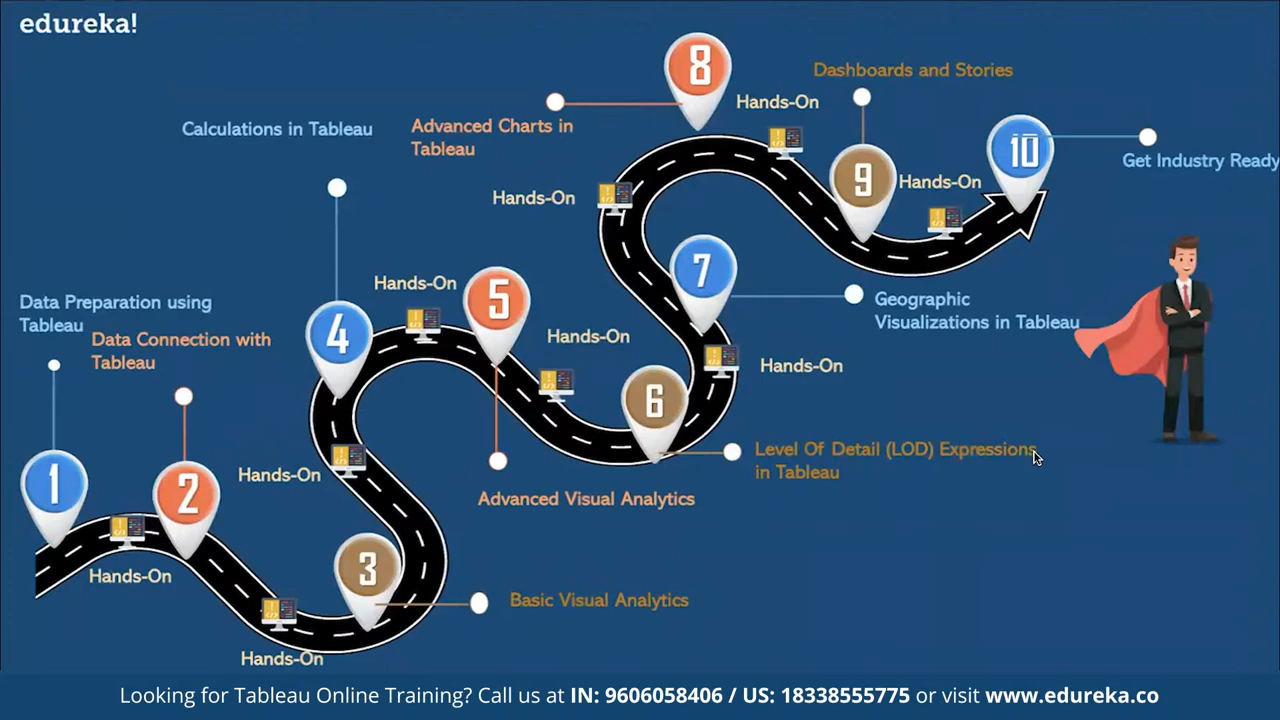 edureka!
8
Dashboards and Stories
Hands-On
Calculations in Tableau
Advanced Charts in
Tableau
10
Get Industry Ready
9
Hands-On
Hands-On
7
Geographic
Visualizations in Tableau
Hands-On
5
Data Preparation using
Tableau
4
Data Connection with
Tableau
Hands-On
Hands-On
6
Level Of Detail (LOD) Expressions
in Tableau
Hands-On
Advanced Visual Analytics
1
2
3
Hands-On
Basic Visual Analytics
Hands-On
Looking for Tableau Online Training? Call us at IN: 9606058406 / US: 18338555775 or visit www.edureka.co